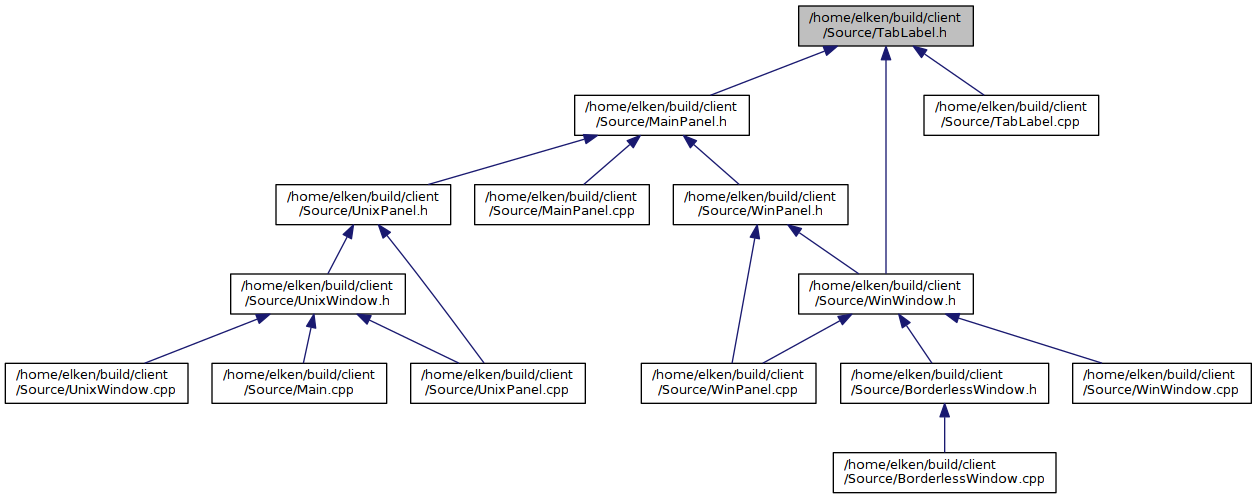 /home/elken/build/client
/Source/TabLabel.h
/home/elken/build/client
/Source/MainPanel.h
/home/elken/build/client
/Source/TabLabel.cpp
/home/elken/build/client
/Source/UnixPanel.h
/home/elken/build/client
/Source/MainPanel.cpp
/home/elken/build/client
/Source/WinPanel.h
/home/elken/build/client
/Source/UnixWindow.h
/home/elken/build/client
/Source/WinWindow.h
/home/elken/build/client
/Source/UnixWindow.cpp
/home/elken/build/client
/Source/Main.cpp
/home/elken/build/client
/Source/UnixPanel.cpp
/home/elken/build/client
/Source/WinPanel.cpp
/home/elken/build/client
/Source/BorderlessWindow.h
/home/elken/build/client
/Source/WinWindow.cpp
/home/elken/build/client
/Source/BorderlessWindow.cpp